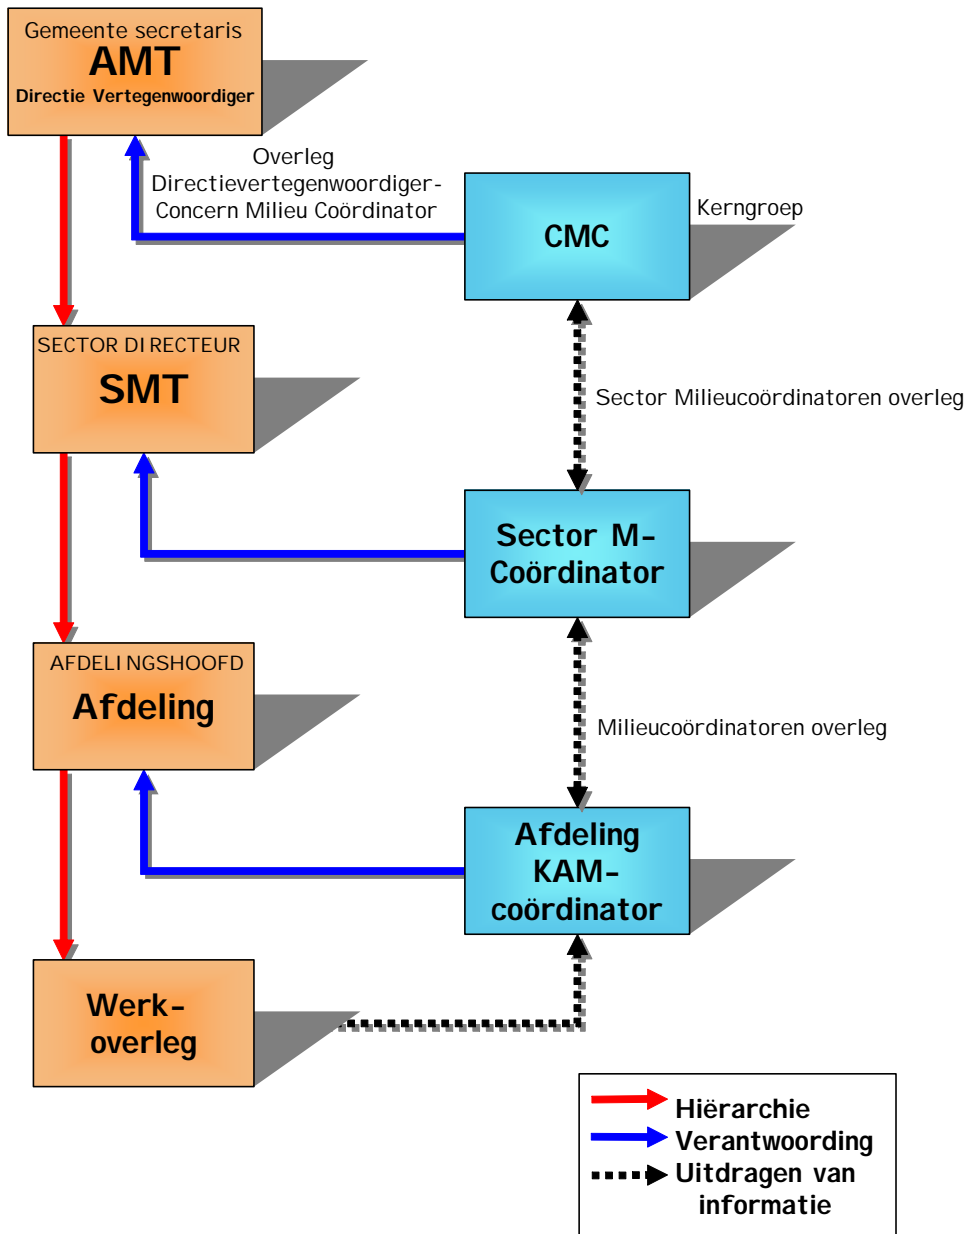 Gemeente secretaris
AMT
Directie Vertegenwoordiger
Overleg
Directievertegenwoordiger-
Concern Milieu Coördinator
CMC
Kerngroep
SECTOR DIRECTEUR
SMT
Sector Milieucoördinatoren overleg
Sector M-
Coördinator
AFDELINGSHOOFD
Afdeling
Milieucoördinatoren overleg
Afdeling
KAM-
coördinator
Werk-
overleg
Hiërarchie
Verantwoording
Uitdragen van
informatie